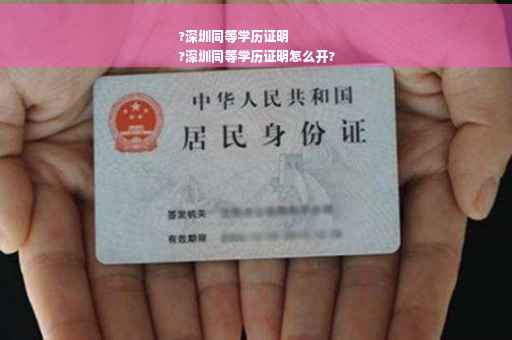 ?深圳同等学历证明
?深圳同等学历证明怎么开?
中华人民共和国
居民身份证
签发机关
有效期限